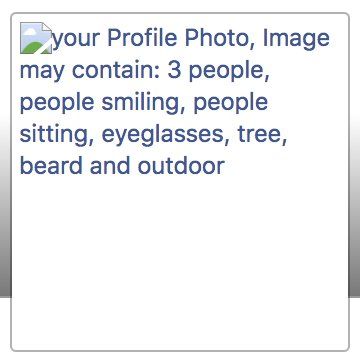 your Profile Photo, Image
may contain: 3 people,
people smiling, people
sitting, eyeglasses, tree,
beard and outdoor